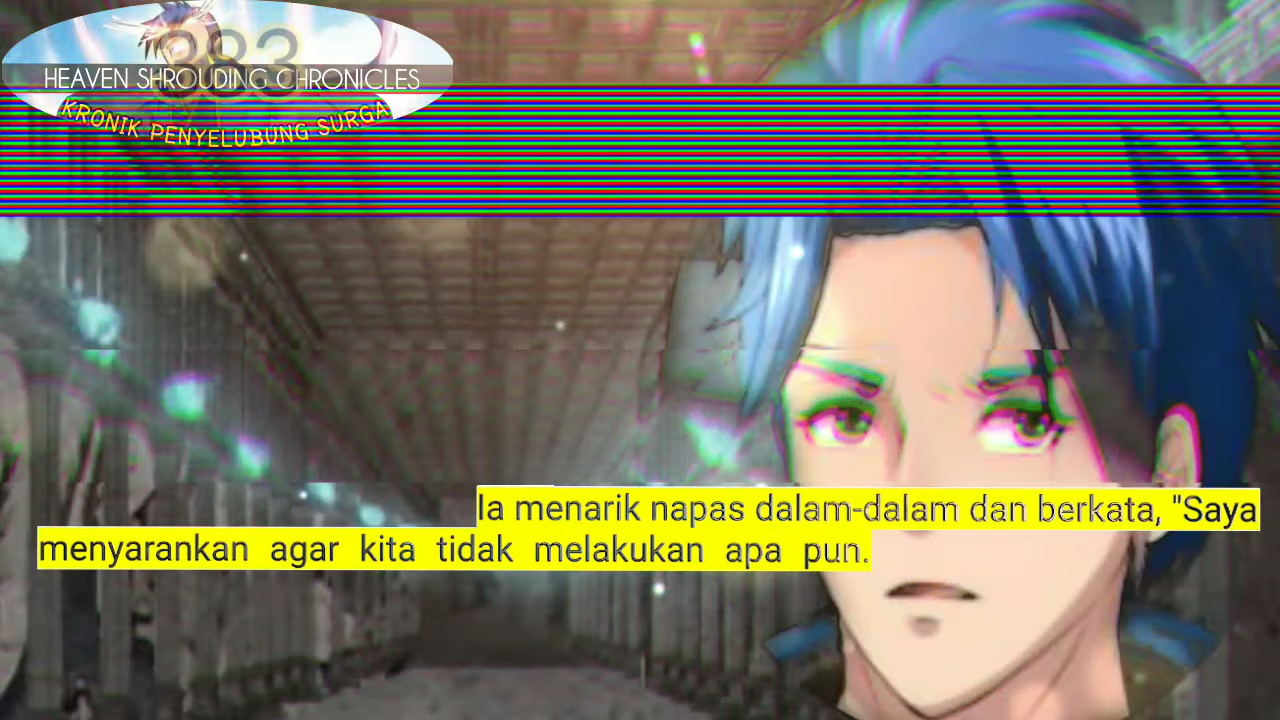 383
HEAVEN SHROUDING CHRONICLES
KRONIK PENYELUBUNG SURGA
Ia menarik napas dalam-dalam dan berkata, "Saya
menyarankan agar kita tidak melakukan apa pun.